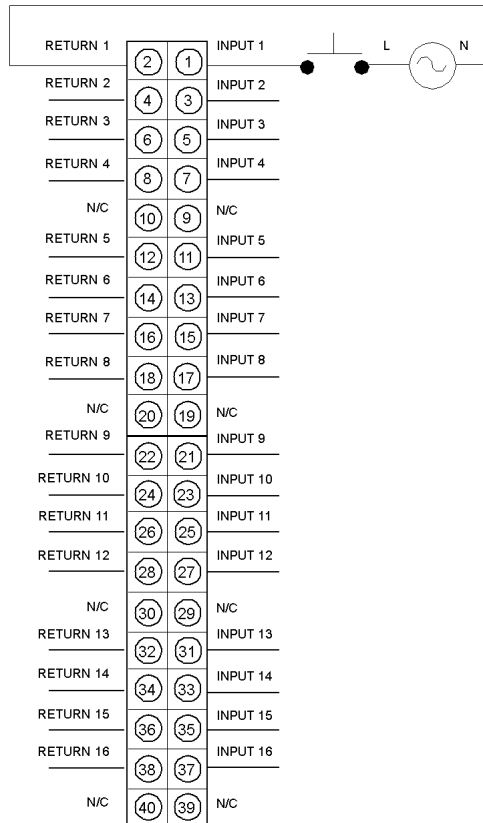 RETURN 1 2 1 INPUT 1 L N
RETURN 2 4 3 INPUT 2
RETURN 3 6 5 INPUT 3
RETURN 4 8 7 INPUT 4
N/C 10 9 N/C
RETURN 5 12 11 INPUT 5
RETURN 6 14 13 INPUT 6
RETURN 7 16 15 INPUT 7
RETURN 8 18 17 INPUT 8
N/C 20 19 N/C
RETURN 9 22 21 INPUT 9
RETURN 10 24 23 INPUT 10
RETURN 11 26 25 INPUT 11
RETURN 12 28 27 INPUT 12
N/C 30 29 N/C
RETURN 13 32 31 INPUT 13
RETURN 14 34 33 INPUT 14
RETURN 15 36 35 INPUT 15
RETURN 16 38 37 INPUT 16
N/C 40 39 N/C